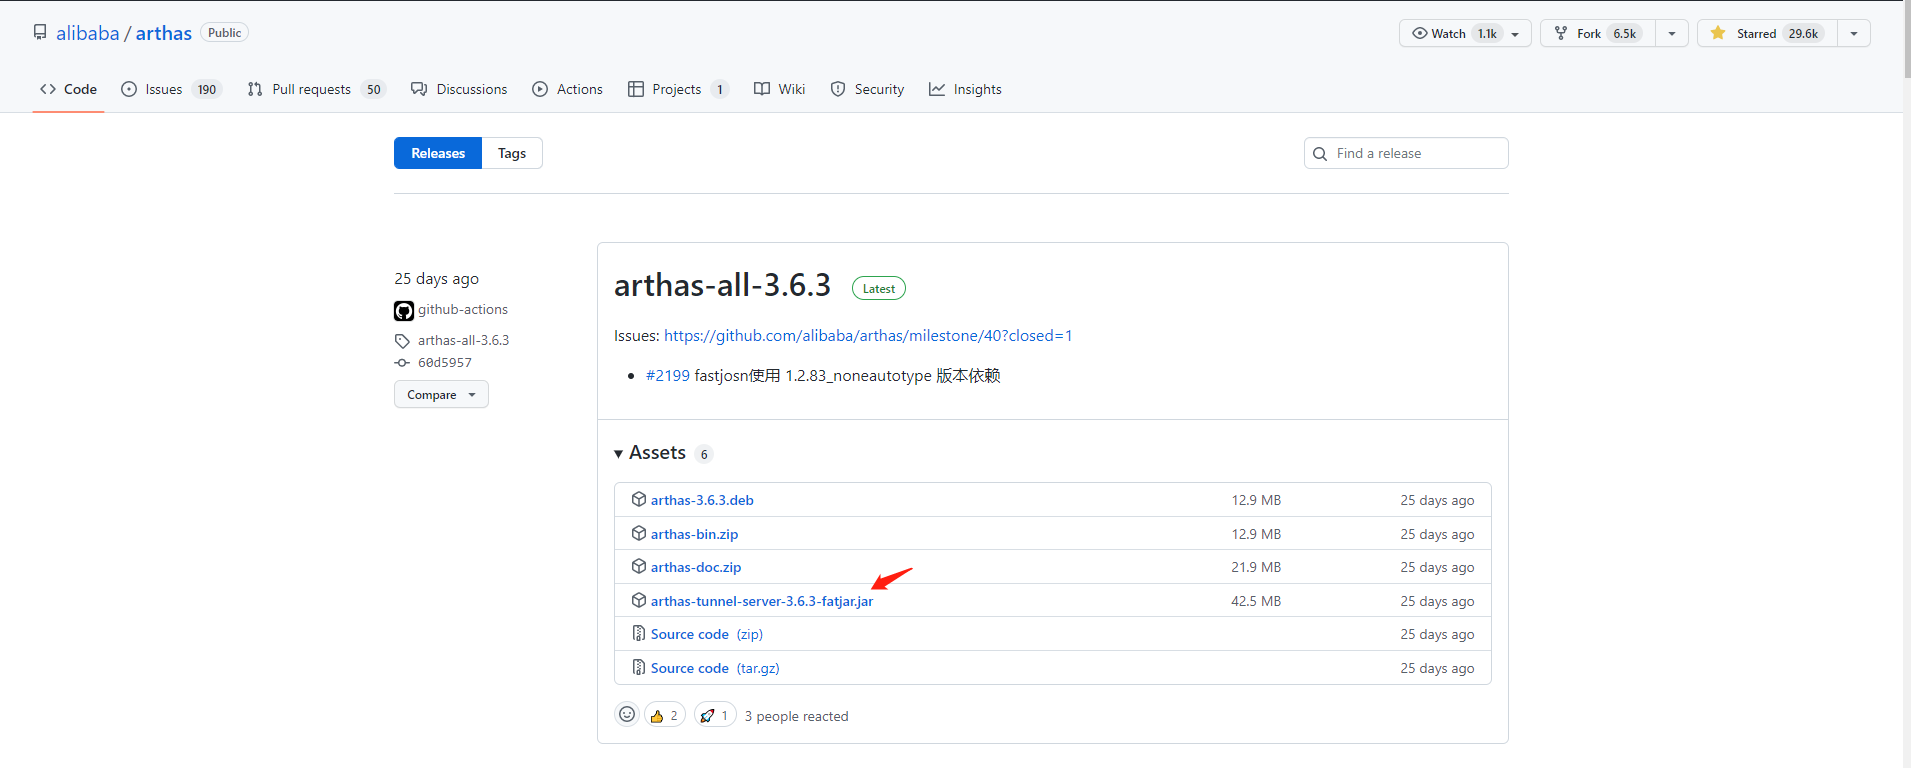 alibaba / arthas Public Watch 1.1k Fork 6.5k Starred 29.6k
Code Issues 190 Pull requests 50 Discussions Actions Projects 1 Wiki Security Insights
Releases Tags Find a release
25 days ago
github-actions
arthas-all-3.6.3
60d5957
Compare
arthas-all-3.6.3 Latest
Issues: https://github.com/alibaba/arthas/milestone/40?closed=1
#2199 fastjosn使用 1.2.83_noneautotype 版本依赖
Assets 6
arthas-3.6.3.deb 12.9 MB 25 days ago
arthas-bin.zip 12.9 MB 25 days ago
arthas-doc.zip 21.9 MB 25 days ago
arthas-tunnel-server-3.6.3-fatjar.jar 42.5 MB 25 days ago
Source code (zip) 25 days ago
Source code (tar.gz) 25 days ago
2 1 3 people reacted